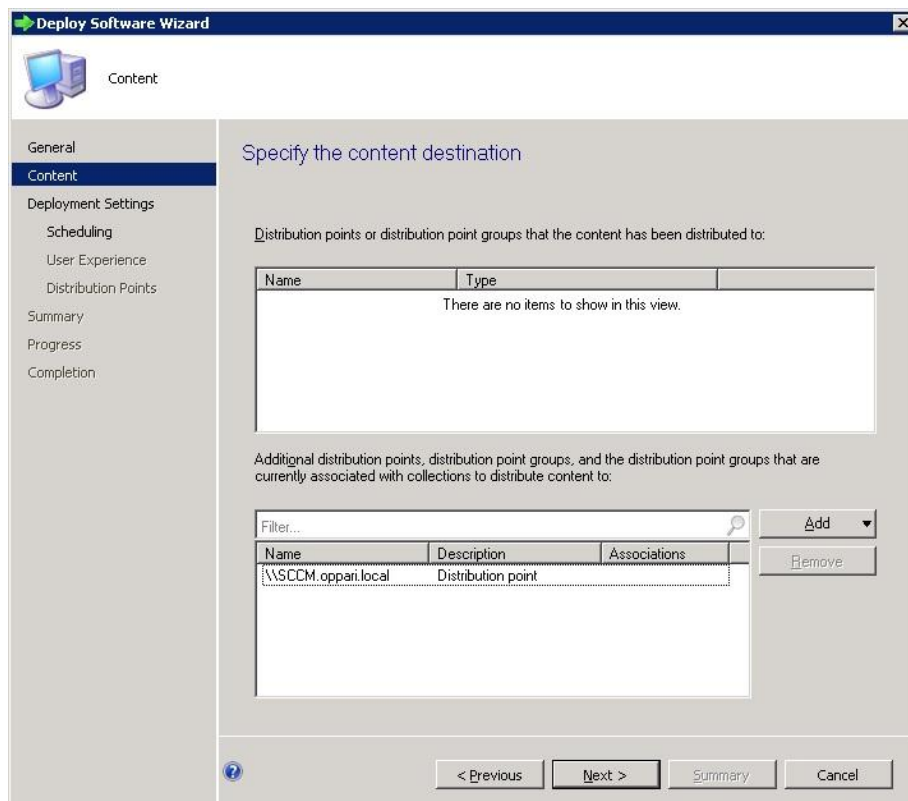 Deploy Software Wizard
Content
General
Content
Deployment Settings
Scheduling
User Experience
Distribution Points
Summary
Progress
Completion
Specify the content destination
Distribution points or distribution point groups that the content has been distributed to:
Name Type
There are no items to show in this view.
Additional distribution points, distribution point groups, and the distribution point groups that are
currently associated with collections to distribute content to:
Filter...
Add
Name Description Associations
Remove
\\SCCM.oppari.local Distribution point
< Previous Next > Summary Cancel